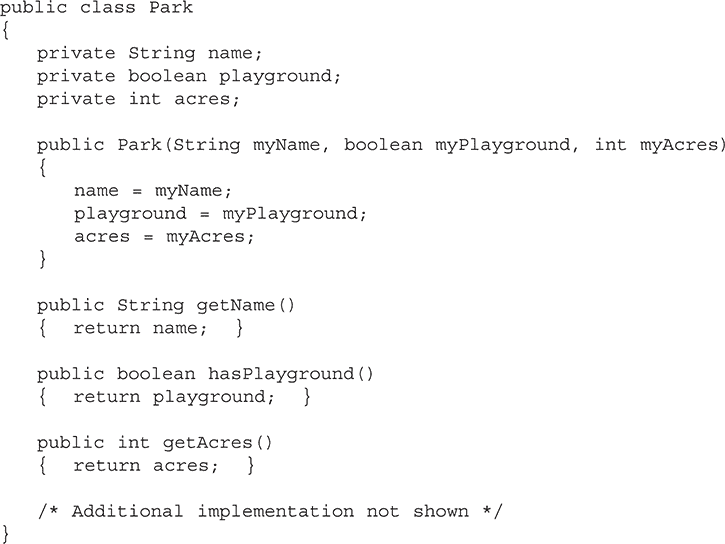 public class Park
{
private String name;
private boolean playground;
private int acres;
public Park(String myName, boolean myPlayground, int myAcres)
{
name = myName;
playground = myPlayground;
acres = myAcres;
}
public String getName()
{ return name; }
public boolean hasPlayground()
{ return playground; }
public int getAcres()
{ return acres; }
/* Additional implementation not shown */
}